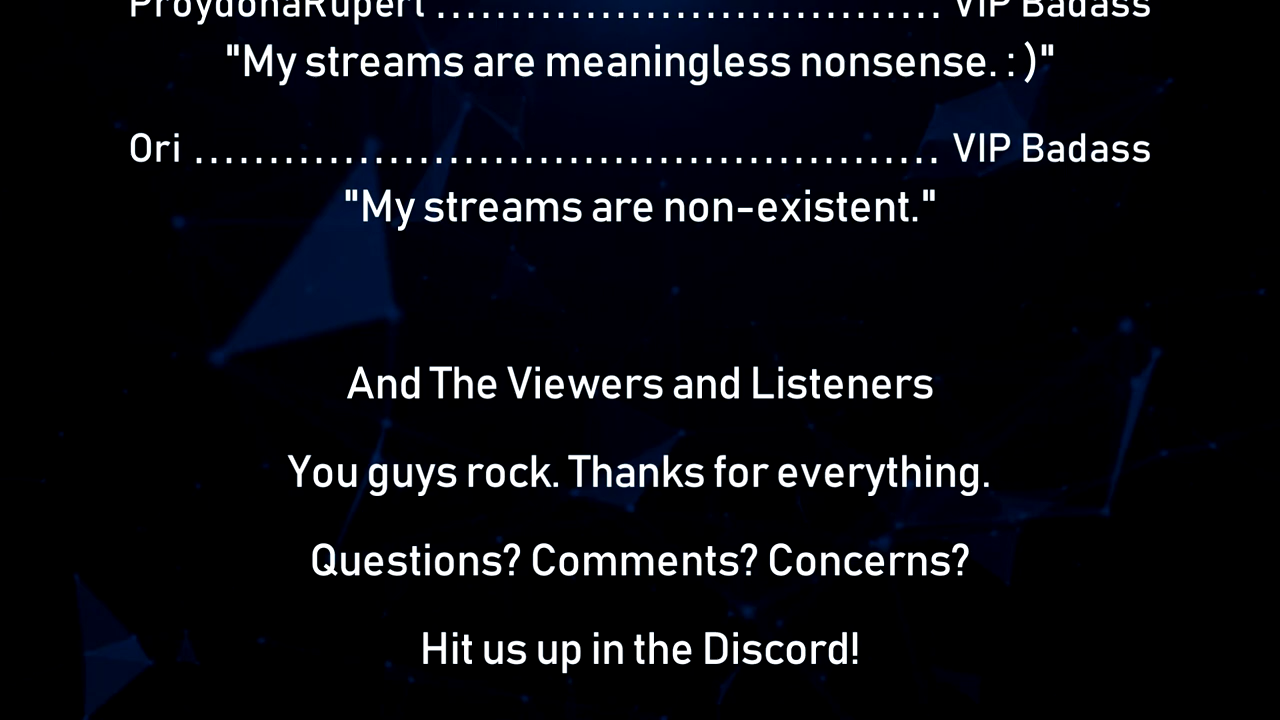 ProydohaRupert .................................. VIP Badass
"My streams are meaningless nonsense. : )"
Ori .................................................. VIP Badass
"My streams are non-existent."
And The Viewers and Listeners
You guys rock. Thanks for everything.
Questions? Comments? Concerns?
Hit us up in the Discord!